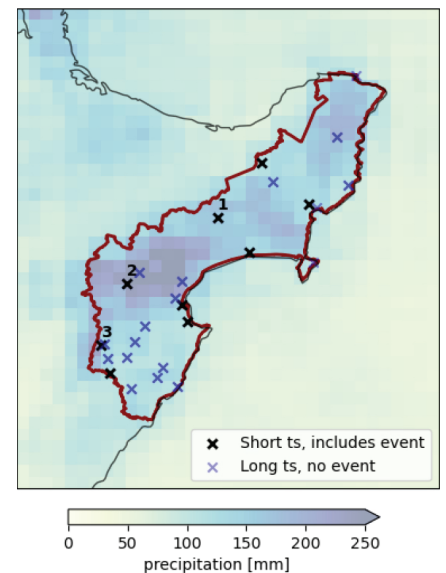 1
2
3
Short ts, includes event
Long ts, no event
0 50 100 150 200 250
precipitation [mm]